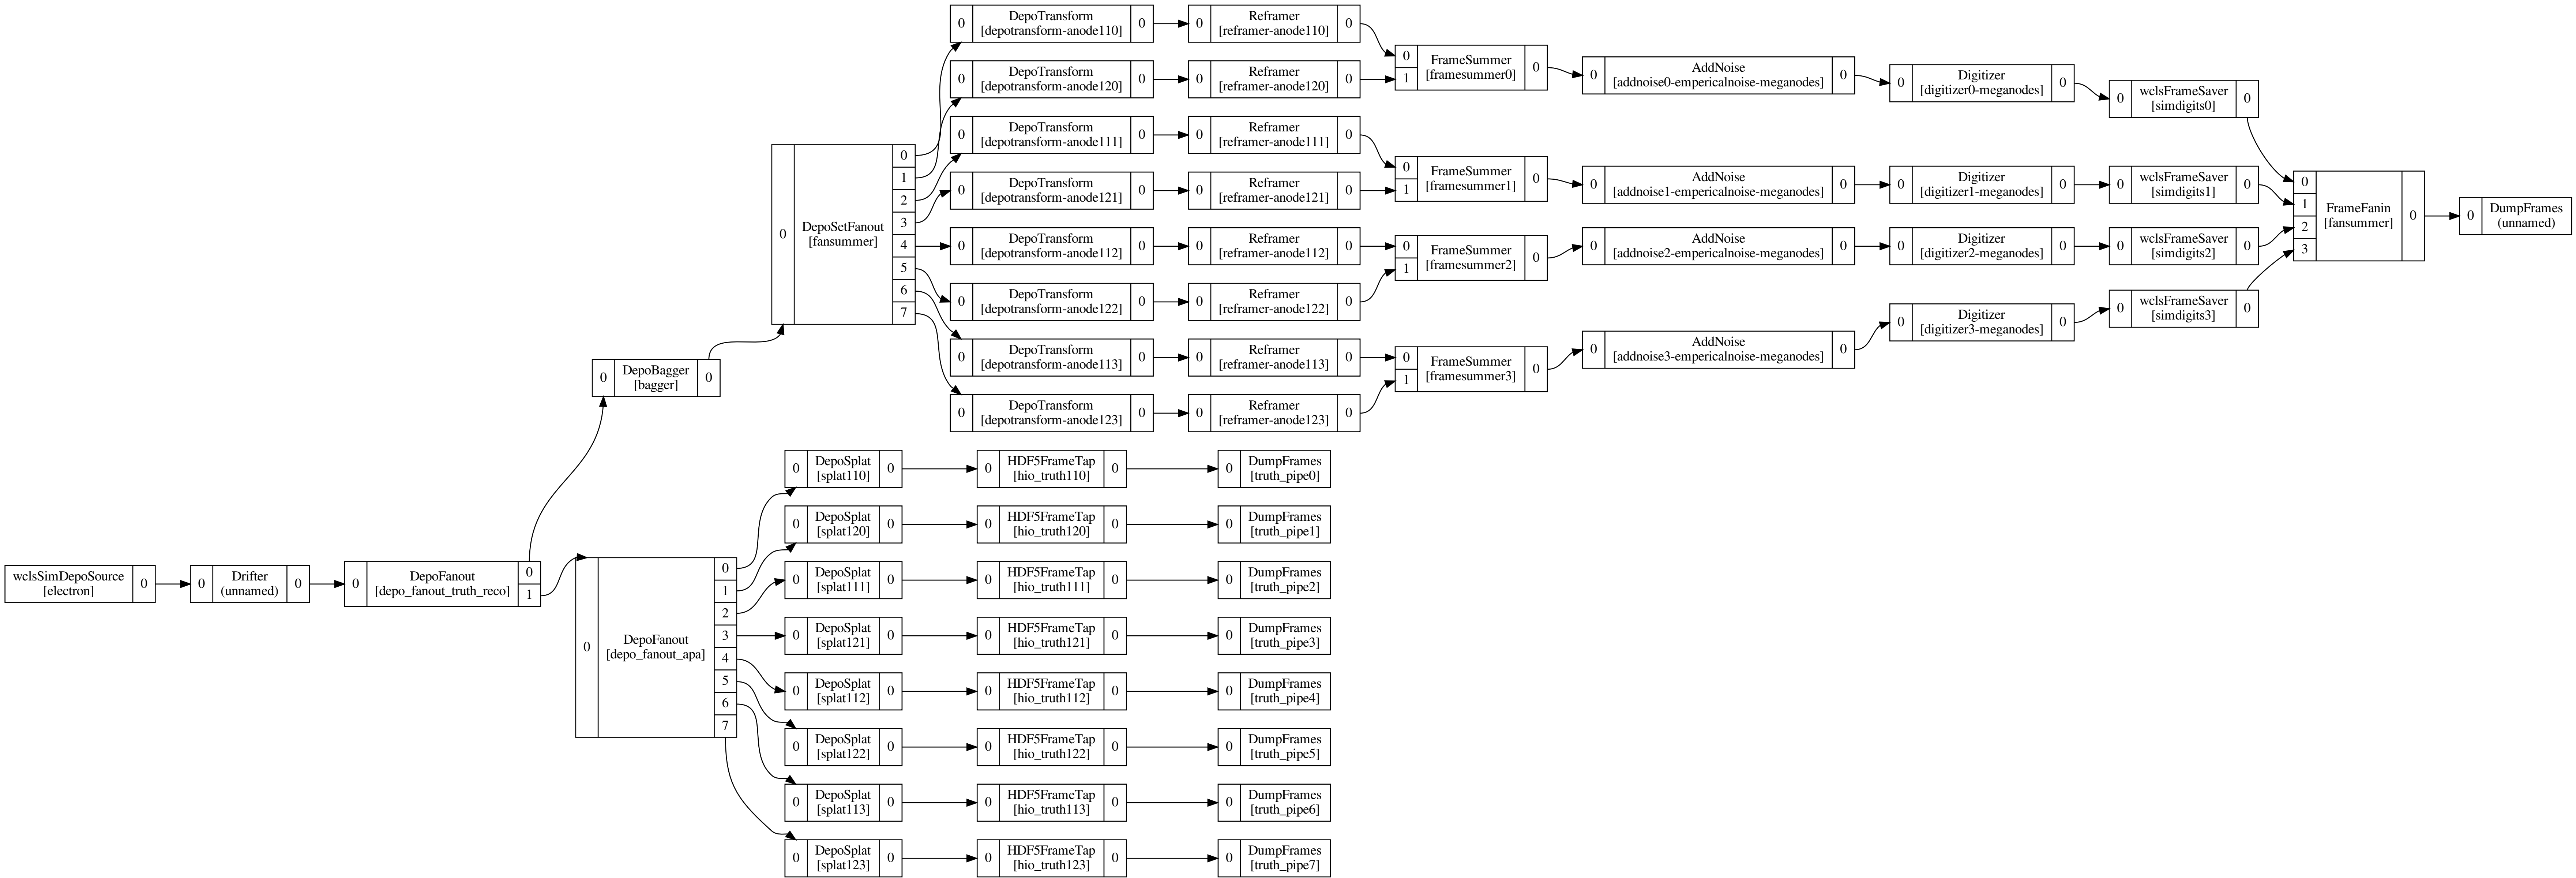 0
DepoTransform
[depotransform-anode110]
0
0
Reframer
[reframer-anode110]
0
0
DepoTransform
[depotransform-anode120]
0
0
Reframer
[reframer-anode120]
0
0
1
FrameSummer
[framesummer0]
0
0
AddNoise
[addnoise0-empericalnoise-meganodes]
0
0
Digitizer
[digitizer0-meganodes]
0
0
wclsFrameSaver
[simdigits0]
0
0
DepoTransform
[depotransform-anode111]
0
0
Reframer
[reframer-anode111]
0
0
DepoTransform
[depotransform-anode121]
0
0
Reframer
[reframer-anode121]
0
0
1
FrameSummer
[framesummer1]
0
0
AddNoise
[addnoise1-empericalnoise-meganodes]
0
0
Digitizer
[digitizer1-meganodes]
0
0
wclsFrameSaver
[simdigits1]
0
0
DepoSetFanout
[fansummer]
0
1
2
3
4
5
6
7
0
DepoTransform
[depotransform-anode112]
0
0
Reframer
[reframer-anode112]
0
0
DepoTransform
[depotransform-anode122]
0
0
Reframer
[reframer-anode122]
0
0
1
FrameSummer
[framesummer2]
0
0
AddNoise
[addnoise2-empericalnoise-meganodes]
0
0
Digitizer
[digitizer2-meganodes]
0
0
wclsFrameSaver
[simdigits2]
0
0
1
2
3
FrameFanin
[fansummer]
0
0
DumpFrames
(unnamed)
0
DepoTransform
[depotransform-anode113]
0
0
Reframer
[reframer-anode113]
0
0
DepoTransform
[depotransform-anode123]
0
0
Reframer
[reframer-anode123]
0
0
1
FrameSummer
[framesummer3]
0
0
AddNoise
[addnoise3-empericalnoise-meganodes]
0
0
Digitizer
[digitizer3-meganodes]
0
0
wclsFrameSaver
[simdigits3]
0
0
DepoBagger
[bagger]
0
wclsSimDepoSource
[electron]
0
0
Drifter
(unnamed)
0
0
DepoFanout
[depo_fanout_truth_reco]
0
1
0
DepoFanout
[depo_fanout_apa]
0
1
2
3
4
5
6
7
0
DepoSplat
[splat110]
0
0
HDF5FrameTap
[hio_truth110]
0
0
DumpFrames
[truth_pipe0]
0
DepoSplat
[splat120]
0
0
HDF5FrameTap
[hio_truth120]
0
0
DumpFrames
[truth_pipe1]
0
DepoSplat
[splat111]
0
0
HDF5FrameTap
[hio_truth111]
0
0
DumpFrames
[truth_pipe2]
0
DepoSplat
[splat121]
0
0
HDF5FrameTap
[hio_truth121]
0
0
DumpFrames
[truth_pipe3]
0
DepoSplat
[splat112]
0
0
HDF5FrameTap
[hio_truth112]
0
0
DumpFrames
[truth_pipe4]
0
DepoSplat
[splat122]
0
0
HDF5FrameTap
[hio_truth122]
0
0
DumpFrames
[truth_pipe5]
0
DepoSplat
[splat113]
0
0
HDF5FrameTap
[hio_truth113]
0
0
DumpFrames
[truth_pipe6]
0
DepoSplat
[splat123]
0
0
HDF5FrameTap
[hio_truth123]
0
0
DumpFrames
[truth_pipe7]